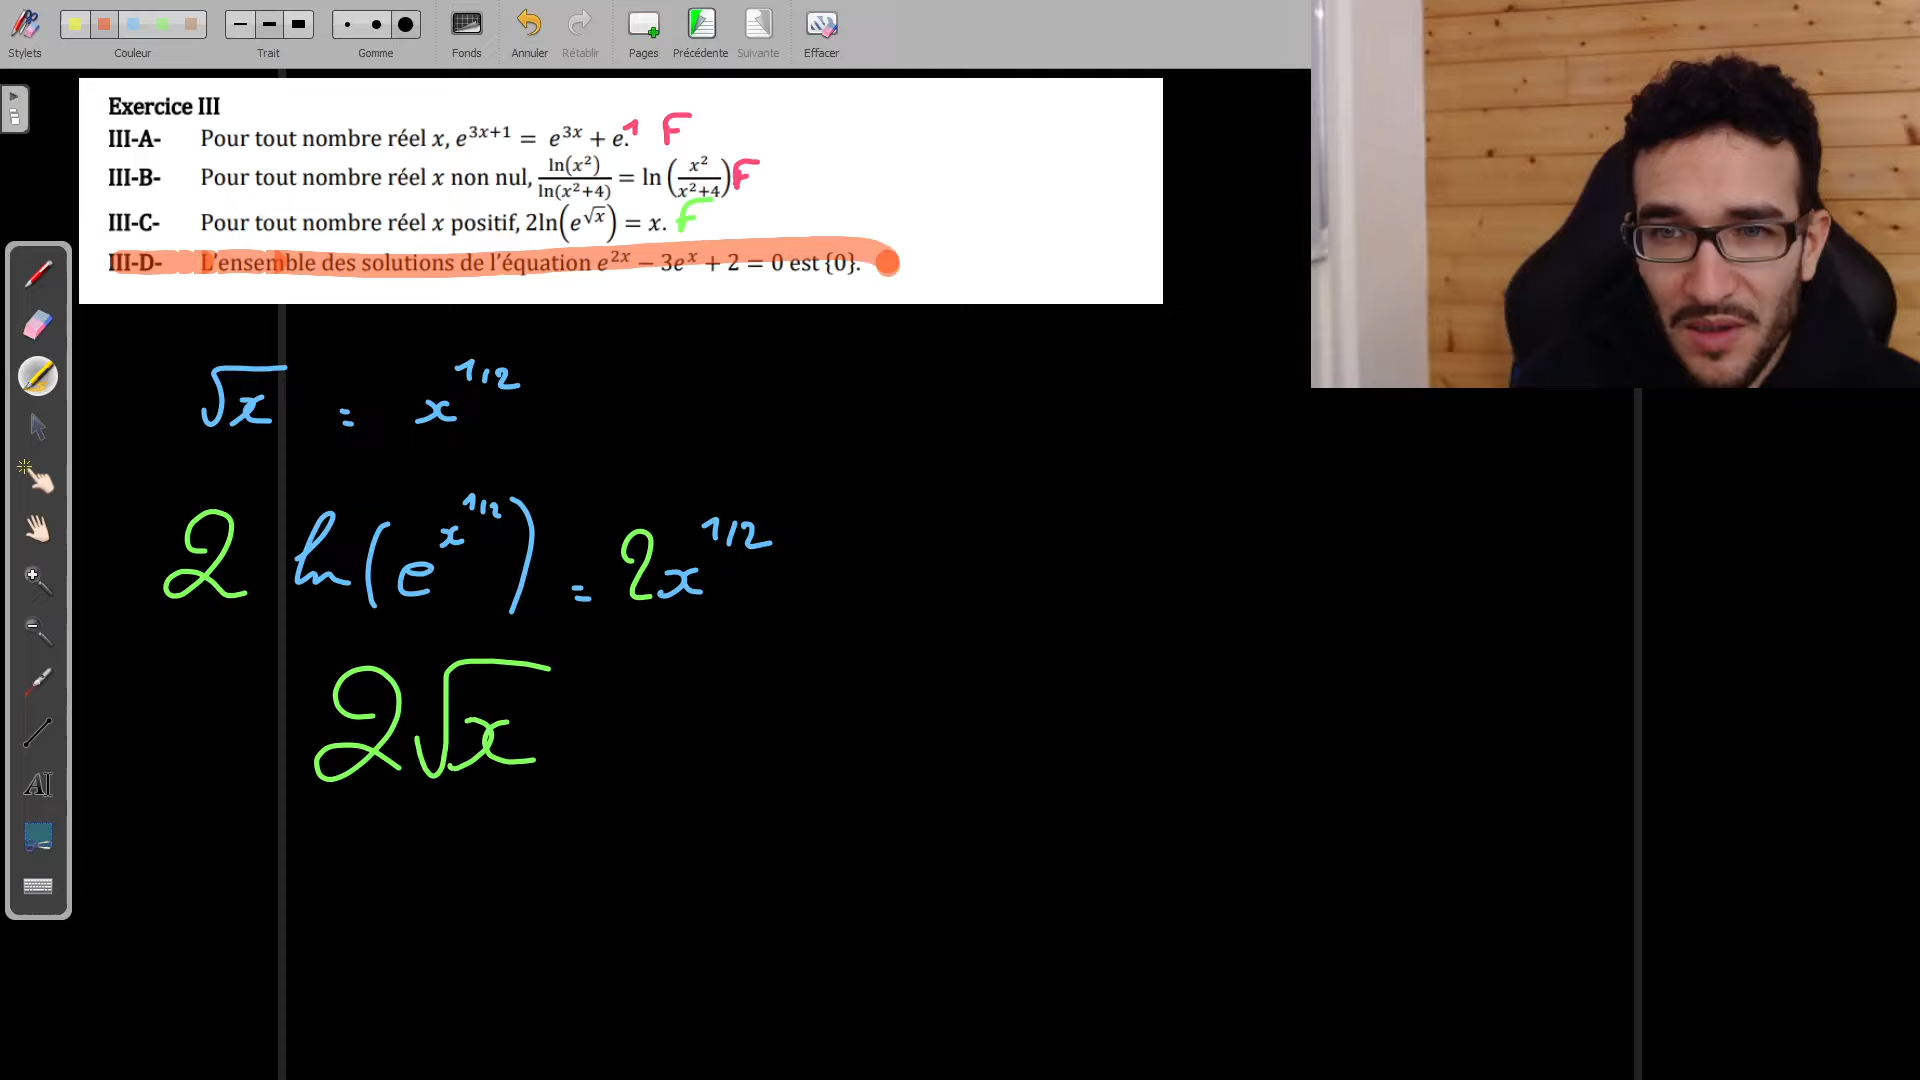 Stylets Couleur Trait Gomme Fonds Annuler Rétablir Pages Précédente Suivante Effacer
Exercice III
III-A- Pour tout nombre réel x, e^{3x+1} = e^{3x} + e. 1 F
III-B- Pour tout nombre réel x non nul, ln(x²)/ln(x²+4) = ln(x²/x²+4) F
III-C- Pour tout nombre réel x positif, 2ln(e^{√x}) = x. F
III-D- L'ensemble des solutions de l'équation e^{2x} − 3e^x + 2 = 0 est {0}.
√x = x^{1/2}
2 ln(e^{x^{1/2}}) = 2x^{1/2}
2√x
AI